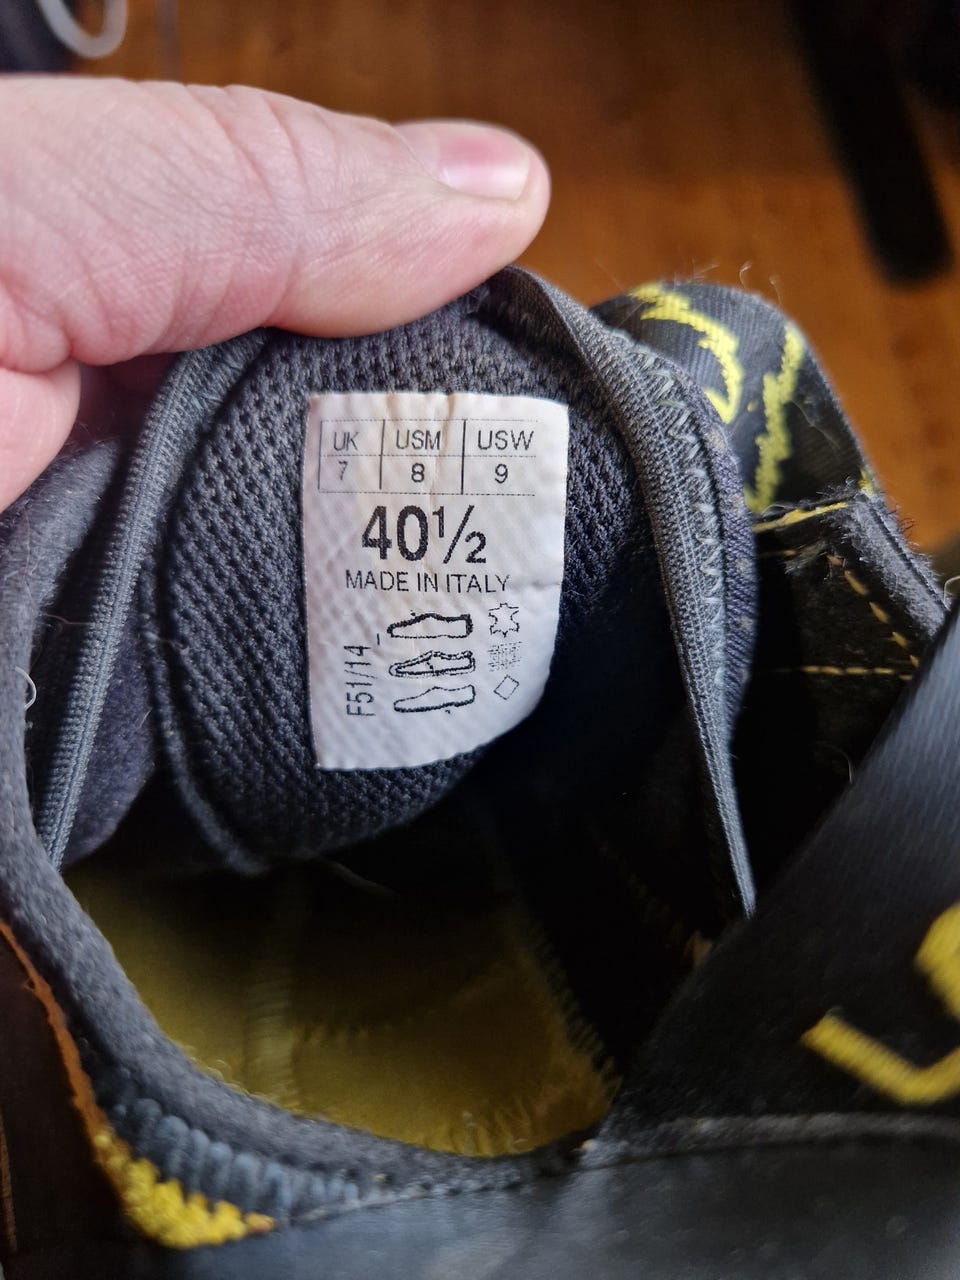 UK USM USW
7 8 9
40½
MADE IN ITALY
F51/14